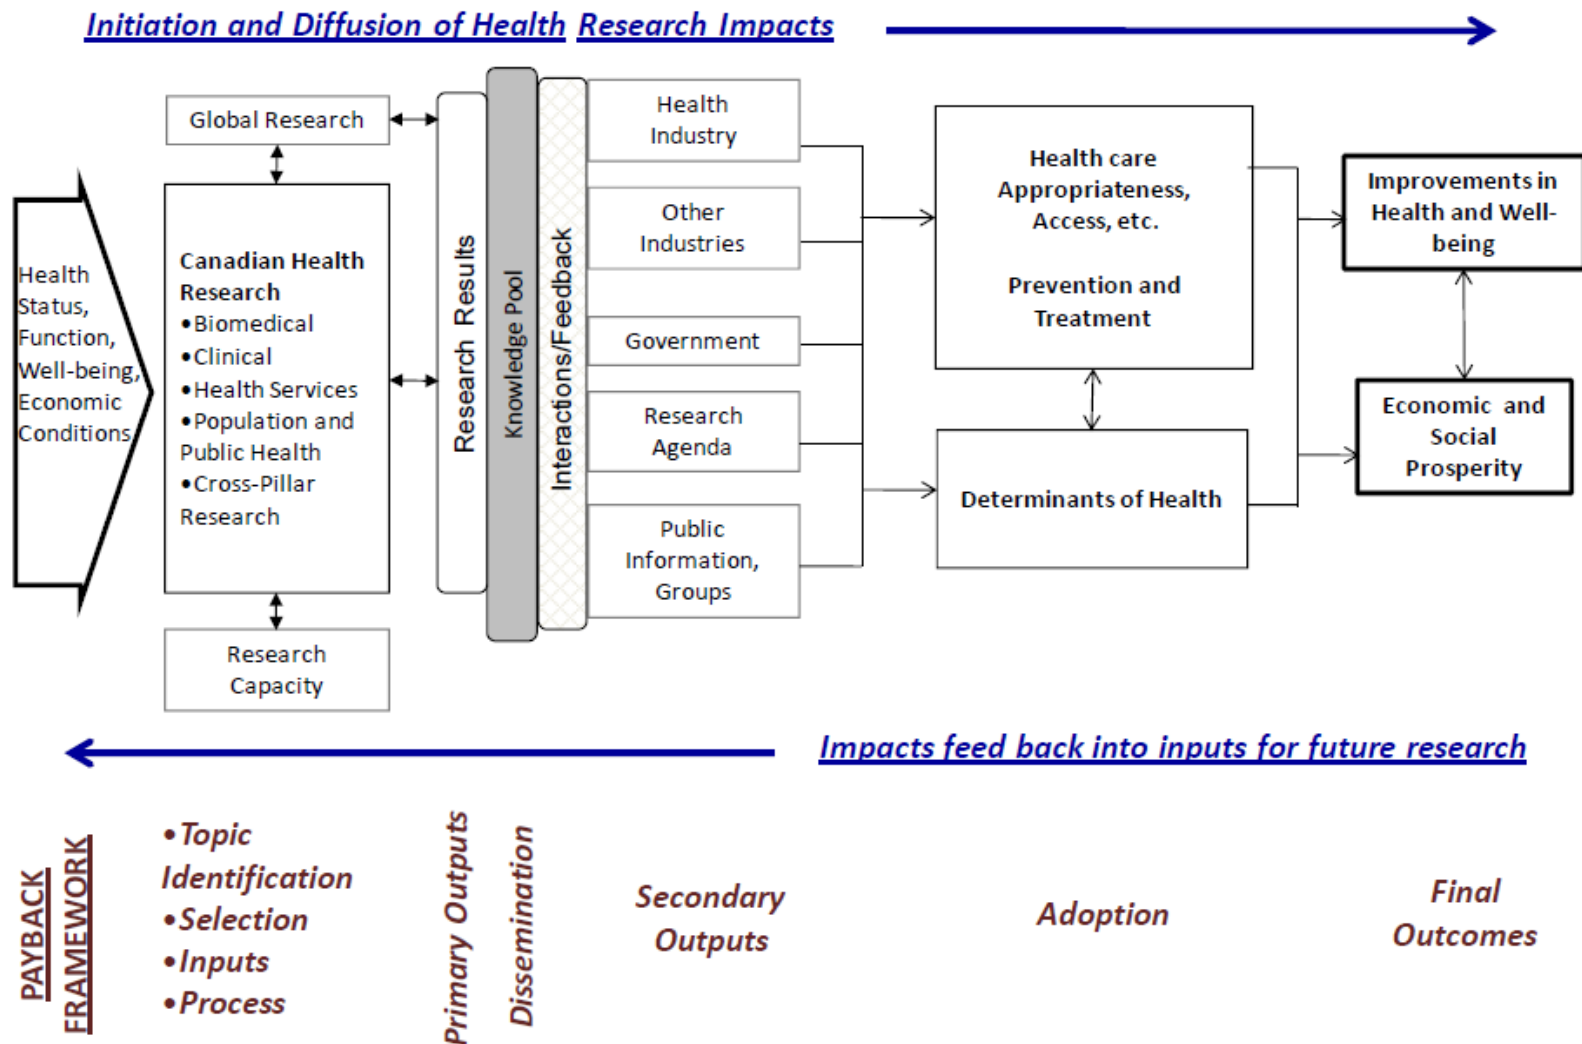 Initiation and Diffusion of Health Research Impacts
Global Research
Health
Status,
Function,
Well-being,
Economic
Conditions
Canadian Health
Research
•Biomedical
•Clinical
•Health Services
•Population and
Public Health
•Cross-Pillar
Research
Research
Capacity
Research Results
Knowledge Pool
Interactions/Feedback
Health
Industry
Other
Industries
Government
Research
Agenda
Public
Information,
Groups
Health care
Appropriateness,
Access, etc.
Prevention and
Treatment
Determinants of Health
Improvements in
Health and Well-
being
Economic and
Social
Prosperity
Impacts feed back into inputs for future research
PAYBACK
FRAMEWORK
•Topic
Identification
•Selection
•Inputs
•Process
Primary Outputs
Dissemination
Secondary
Outputs
Adoption
Final
Outcomes